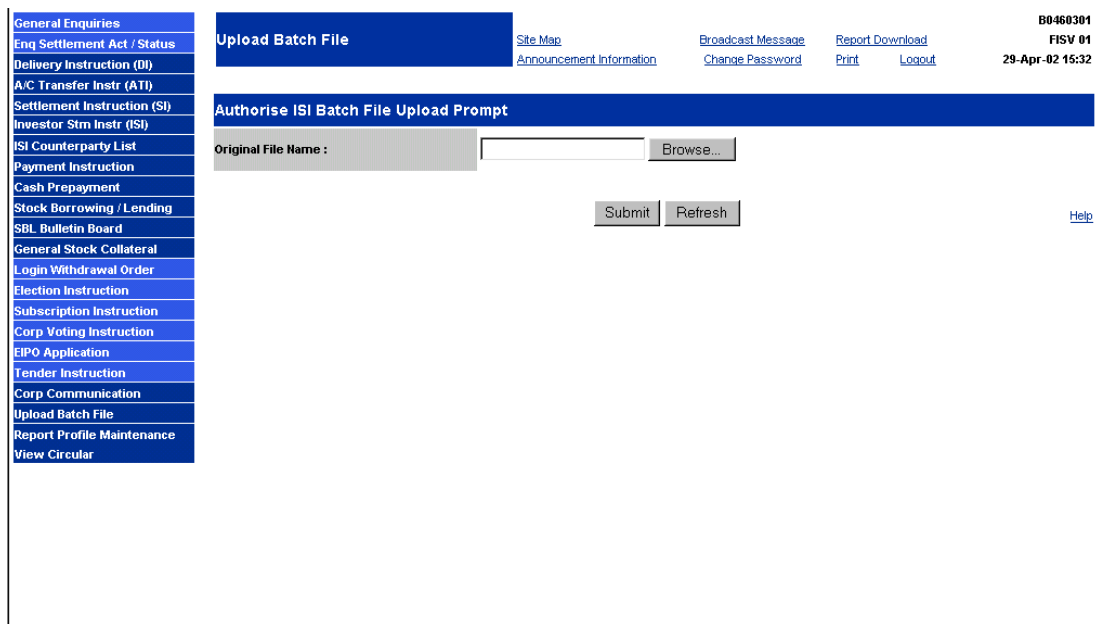 General Enquiries
Enq Settlement Act / Status
Delivery Instruction (DI)
A/C Transfer Instr (ATI)
Settlement Instruction (SI)
Investor Stm Instr (ISI)
ISI Counterparty List
Payment Instruction
Cash Prepayment
Stock Borrowing / Lending
SBL Bulletin Board
General Stock Collateral
Login Withdrawal Order
Election Instruction
Subscription Instruction
Corp Voting Instruction
EIPO Application
Tender Instruction
Corp Communication
Upload Batch File
Report Profile Maintenance
View Circular
Upload Batch File
Site Map Broadcast Message Report Download
Announcement Information Change Password Print Logout
B0460301
FISV 01
29-Apr-02 15:32
Authorise ISI Batch File Upload Prompt
Original File Name : Browse...
Submit Refresh
Help